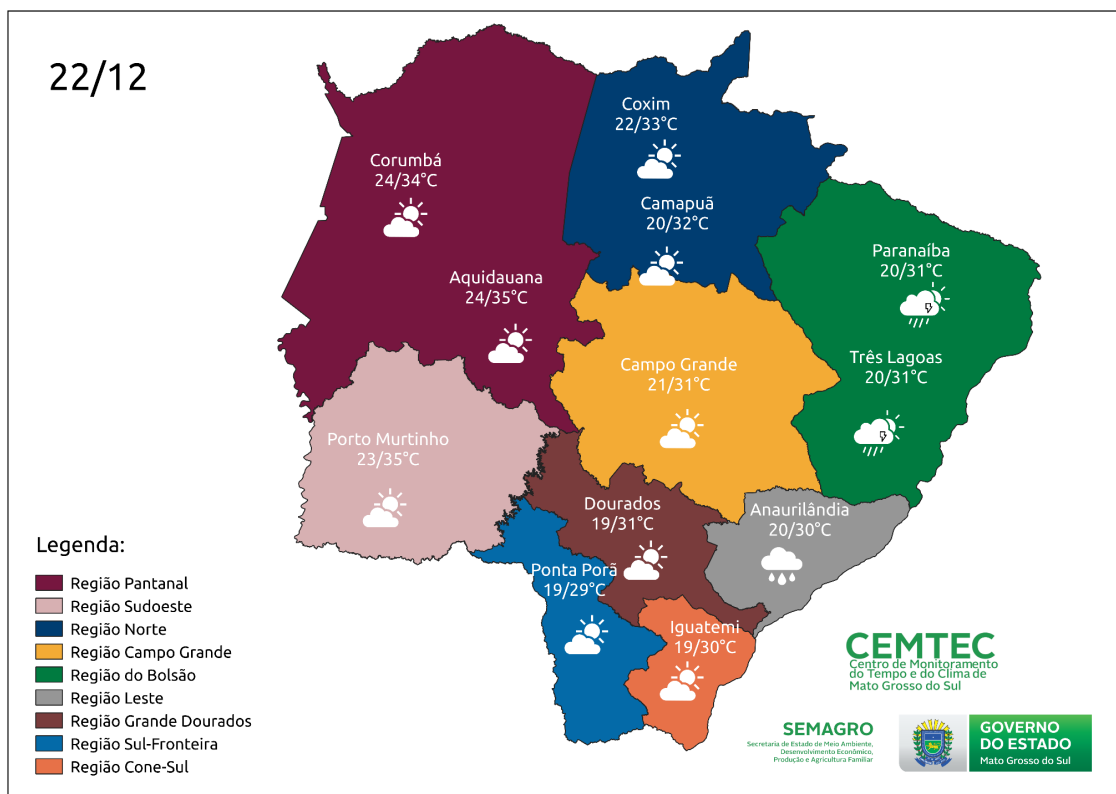 22/12
Coxim
22/33°C
Corumbá
24/34°C
Camapuã
20/32°C
Paranaíba
20/31°C
Aquidauana
24/35°C
Três Lagoas
20/31°C
Campo Grande
21/31°C
Porto Murtinho
23/35°C
Dourados
19/31°C
Anaurilândia
20/30°C
Ponta Porã
19/29°C
Iguatemi
19/30°C
Legenda:
Região Pantanal
Região Sudoeste
Região Norte
Região Campo Grande
Região do Bolsão
Região Leste
Região Grande Dourados
Região Sul-Fronteira
Região Cone-Sul
CEMTEC
Centro de Monitoramento
do Tempo e do Clima de
Mato Grosso do Sul
SEMAGRO
Secretaria de Estado de Meio Ambiente,
Desenvolvimento Econômico,
Produção e Agricultura Familiar
GOVERNO
DO ESTADO
Mato Grosso do Sul